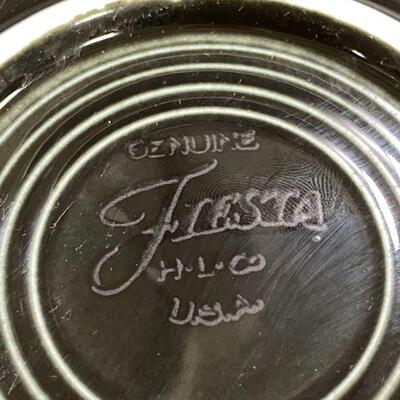 GENUINE
Fiesta
H·L·CO
U.S.A.